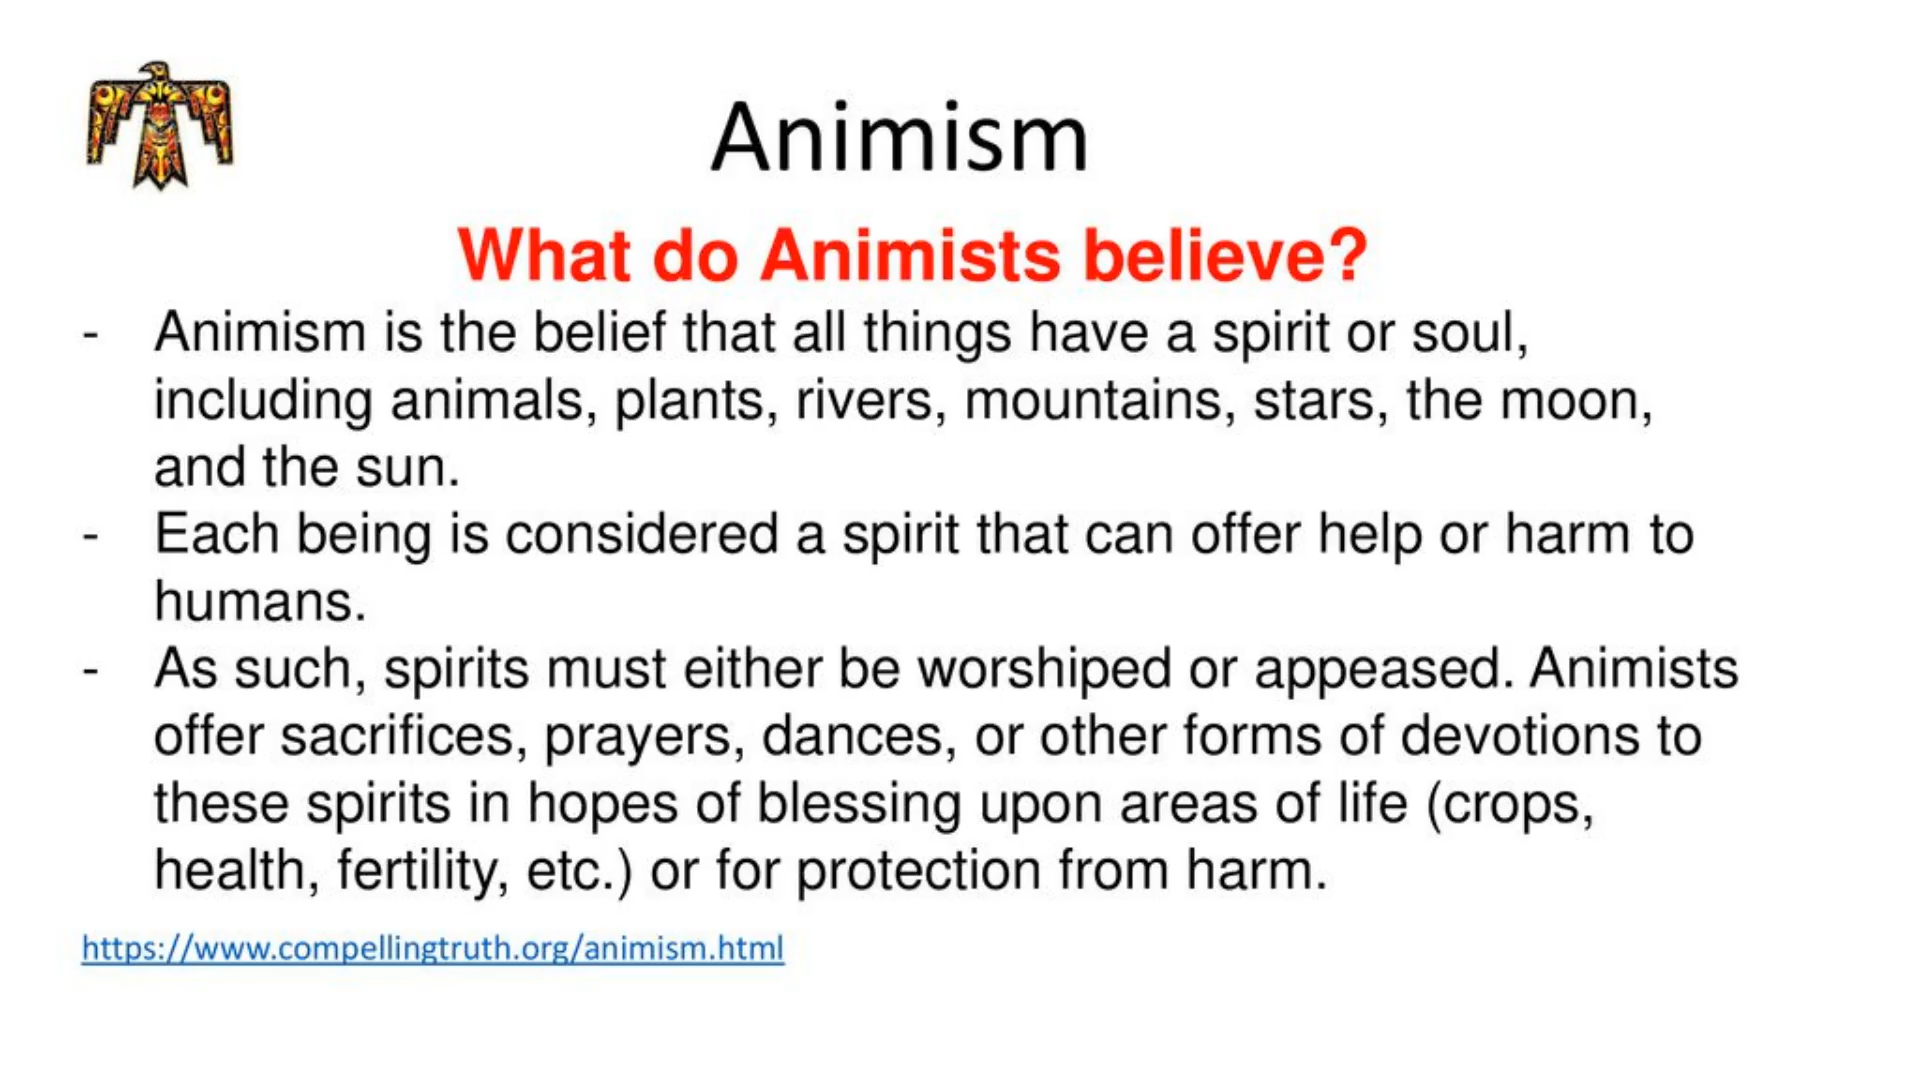 Animism
What do Animists believe?
- Animism is the belief that all things have a spirit or soul,
including animals, plants, rivers, mountains, stars, the moon,
and the sun.
- Each being is considered a spirit that can offer help or harm to
humans.
- As such, spirits must either be worshiped or appeased. Animists
offer sacrifices, prayers, dances, or other forms of devotions to
these spirits in hopes of blessing upon areas of life (crops,
health, fertility, etc.) or for protection from harm.
https://www.compellingtruth.org/animism.html